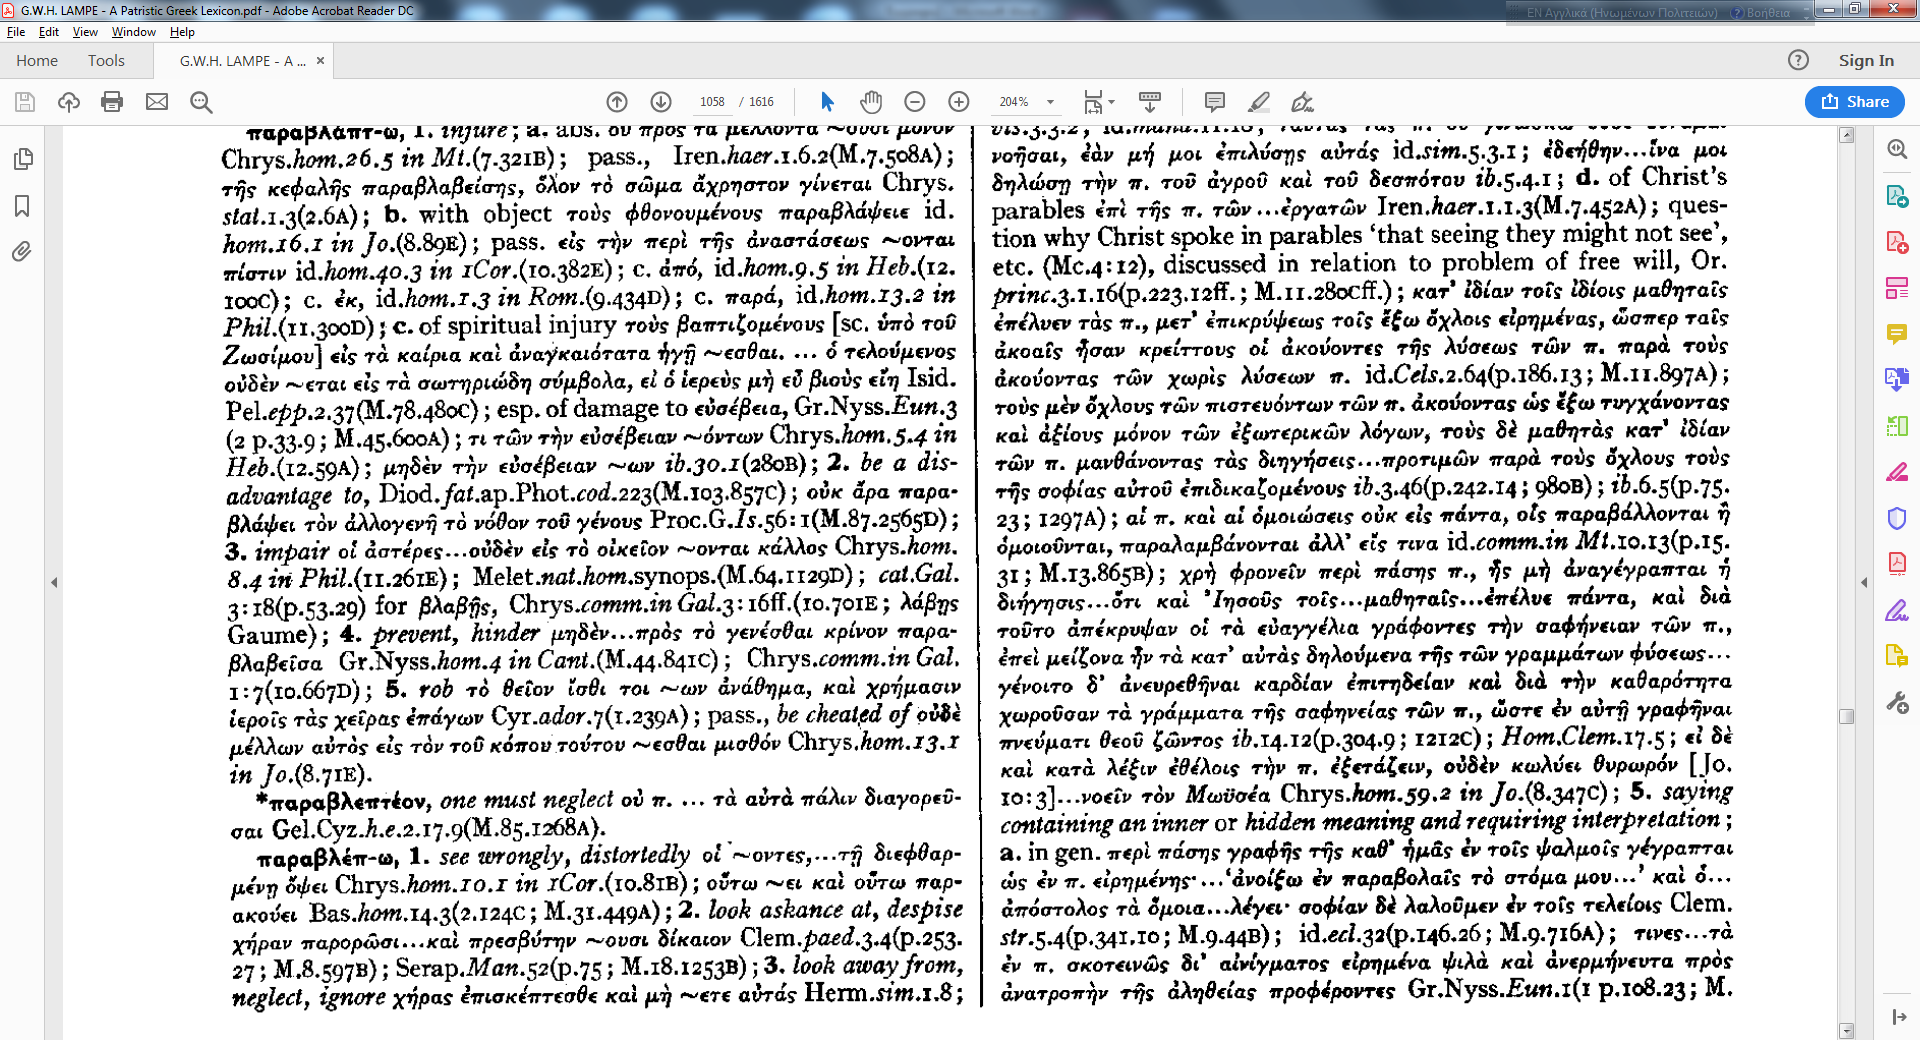 G.W.H. LAMPE - A Patristic Greek Lexicon.pdf - Adobe Acrobat Reader DC
EN Αγγλικά (Ηνωμένων Πολιτειών) Βοήθεια
File Edit View Window Help
Home Tools G.W.H. LAMPE - A ... × Sign In
1058 / 1616 204% Share
παραβλάπτ-ω, 1. injure; a. abs. οὐ πρὸς τὰ μέλλοντα ~ουσι μόνον
Chrys.hom.26.5 in Mt.(7.321B); pass., Iren.haer.1.6.2(M.7.508A);
τῆς κεφαλῆς παραβλαβείσης, ὅλον τὸ σῶμα ἄχρηστον γίνεται Chrys.
stat.1.3(2.6A); b. with object τοὺς φθονουμένους παραβλάψειε id.
hom.16.1 in Jo.(8.89E); pass. εἰς τὴν περὶ τῆς ἀναστάσεως ~ονται
πίστιν id.hom.40.3 in 1Cor.(10.382E); c. ἀπό, id.hom.9.5 in Heb.(12.
100C); c. ἐκ, id.hom.1.3 in Rom.(9.434D); c. παρά, id.hom.13.2 in
Phil.(11.300D); c. of spiritual injury τοὺς βαπτιζομένους [sc. ὑπὸ τοῦ
Ζωσίμου] εἰς τὰ καίρια καὶ ἀναγκαιότατα ἡγῇ ~εσθαι. ... ὁ τελούμενος
οὐδὲν ~εται εἰς τὰ σωτηριώδη σύμβολα, εἰ ὁ ἱερεὺς μὴ εὖ βιοὺς εἴη Isid.
Pel.epp.2.37(M.78.480C); esp. of damage to εὐσέβεια, Gr.Nyss.Eun.3
(2 p.33.9; M.45.600A); τι τῶν τὴν εὐσέβειαν ~όντων Chrys.hom.5.4 in
Heb.(12.59A); μηδὲν τὴν εὐσέβειαν ~ων ib.30.1(280B); 2. be a dis-
advantage to, Diod.fat.ap.Phot.cod.223(M.103.857C); οὐκ ἄρα παρα-
βλάψει τὸν ἀλλογενῆ τὸ νόθον τοῦ γένους Proc.G.Is.56:1(M.87.2565D);
3. impair οἱ ἀστέρες...οὐδὲν εἰς τὸ οἰκεῖον ~ονται κάλλος Chrys.hom.
8.4 in Phil.(11.261E); Melet.nat.hom.synops.(M.64.1129D); cat.Gal.
3:18(p.53.29) for βλαβῇς, Chrys.comm.in Gal.3:16ff.(10.701E; λάβῃς
Gaume); 4. prevent, hinder μηδὲν...πρὸς τὸ γενέσθαι κρίνον παρα-
βλαβεῖσα Gr.Nyss.hom.4 in Cant.(M.44.841C); Chrys.comm.in Gal.
1:7(10.667D); 5. rob τὸ θεῖον ἴσθι τοι ~ων ἀνάθημα, καὶ χρήμασιν
ἱεροῖς τὰς χεῖρας ἐπάγων Cyr.ador.7(1.239A); pass., be cheated of οὐδὲ
μέλλων αὐτὸς εἰς τὸν τοῦ κόπου τούτου ~εσθαι μισθόν Chrys.hom.13.1
in Jo.(8.71E).
*παραβλεπτέον, one must neglect οὐ π. ... τὰ αὐτὰ πάλιν διαγορεῦ-
σαι Gel.Cyz.h.e.2.17.9(M.85.1268A).
παραβλέπ-ω, 1. see wrongly, distortedly οἱ ~οντες,...τῇ διεφθαρ-
μένῃ ὄψει Chrys.hom.10.1 in 1Cor.(10.81B); οὕτω ~ει καὶ οὕτω παρ-
ακούει Bas.hom.14.3(2.124C; M.31.449A); 2. look askance at, despise
χήραν παρορῶσι...καὶ πρεσβύτην ~ουσι δίκαιον Clem.paed.3.4(p.253.
27; M.8.597B); Serap.Man.52(p.75; M.18.1253B); 3. look away from,
neglect, ignore χήρας ἐπισκέπτεσθε καὶ μὴ ~ετε αὐτάς Herm.sim.1.8;
vis.3.3.2; id.mand.11.18; ταύτας τὰς π. οὐ γινώσκω οὐδὲ δύναμαι
νοῆσαι, ἐὰν μή μοι ἐπιλύσῃς αὐτάς id.sim.5.3.1; ἐδεήθην...ἵνα μοι
δηλώσῃ τὴν π. τοῦ ἀγροῦ καὶ τοῦ δεσπότου ib.5.4.1; d. of Christ's
parables ἐπὶ τῆς π. τῶν...ἐργατῶν Iren.haer.1.1.3(M.7.452A); ques-
tion why Christ spoke in parables 'that seeing they might not see',
etc. (Mc.4:12), discussed in relation to problem of free will, Or.
princ.3.1.16(p.223.12ff.; M.11.280Cff.); κατ' ἰδίαν τοῖς ἰδίοις μαθηταῖς
ἐπέλυεν τὰς π., μετ' ἐπικρύψεως τοῖς ἔξω ὄχλοις εἰρημένας, ὥσπερ ταῖς
ἀκοαῖς ἦσαν κρείττους οἱ ἀκούοντες τῆς λύσεως τῶν π. παρὰ τοὺς
ἀκούοντας τῶν χωρὶς λύσεων π. id.Cels.2.64(p.186.13; M.11.897A);
τοὺς μὲν ὄχλους τῶν πιστευόντων τῶν π. ἀκούοντας ὡς ἔξω τυγχάνοντας
καὶ ἀξίους μόνον τῶν ἐξωτερικῶν λόγων, τοὺς δὲ μαθητὰς κατ' ἰδίαν
τῶν π. μανθάνοντας τὰς διηγήσεις...προτιμῶν παρὰ τοὺς ὄχλους τοὺς
τῆς σοφίας αὐτοῦ ἐπιδικαζομένους ib.3.46(p.242.14; 980B); ib.6.5(p.75.
23; 1297A); αἱ π. καὶ αἱ ὁμοιώσεις οὐκ εἰς πάντα, οἷς παραβάλλονται ἢ
ὁμοιοῦνται, παραλαμβάνονται ἀλλ' εἴς τινα id.comm.in Mt.10.13(p.15.
31; M.13.865B); χρὴ φρονεῖν περὶ πάσης π., ἧς μὴ ἀναγέγραπται ἡ
διήγησις...ὅτι καὶ Ἰησοῦς τοῖς...μαθηταῖς...ἐπέλυε πάντα, καὶ διὰ
τοῦτο ἀπέκρυψαν οἱ τὰ εὐαγγέλια γράφοντες τὴν σαφήνειαν τῶν π.,
ἐπεὶ μείζονα ἦν τὰ κατ' αὐτὰς δηλούμενα τῆς τῶν γραμμάτων φύσεως...
γένοιτο δ' ἀνευρεθῆναι καρδίαν ἐπιτηδείαν καὶ διὰ τὴν καθαρότητα
χωροῦσαν τὰ γράμματα τῆς σαφηνείας τῶν π., ὥστε ἐν αὐτῇ γραφῆναι
πνεύματι θεοῦ ζῶντος ib.14.12(p.304.9; 1212C); Hom.Clem.17.5; εἰ δὲ
καὶ κατὰ λέξιν ἐθέλοις τὴν π. ἐξετάζειν, οὐδὲν κωλύει θυρωρόν [Jo.
10:3]...νοεῖν τὸν Μωϋσέα Chrys.hom.59.2 in Jo.(8.347C); 5. saying
containing an inner or hidden meaning and requiring interpretation;
a. in gen. περὶ πάσης γραφῆς τῆς καθ' ἡμᾶς ἐν τοῖς ψαλμοῖς γέγραπται
ὡς ἐν π. εἰρημένης· ...'ἀνοίξω ἐν παραβολαῖς τὸ στόμα μου...' καὶ ὁ...
ἀπόστολος τὰ ὅμοια...λέγει· σοφίαν δὲ λαλοῦμεν ἐν τοῖς τελείοις Clem.
str.5.4(p.341.10; M.9.44B); id.ecl.32(p.146.26; M.9.716A); τινες...τὰ
ἐν π. σκοτεινῶς δι' αἰνίγματος εἰρημένα ψιλὰ καὶ ἀνερμήνευτα πρὸς
ἀνατροπὴν τῆς ἀληθείας προφέροντες Gr.Nyss.Eun.1(1 p.108.23; M.